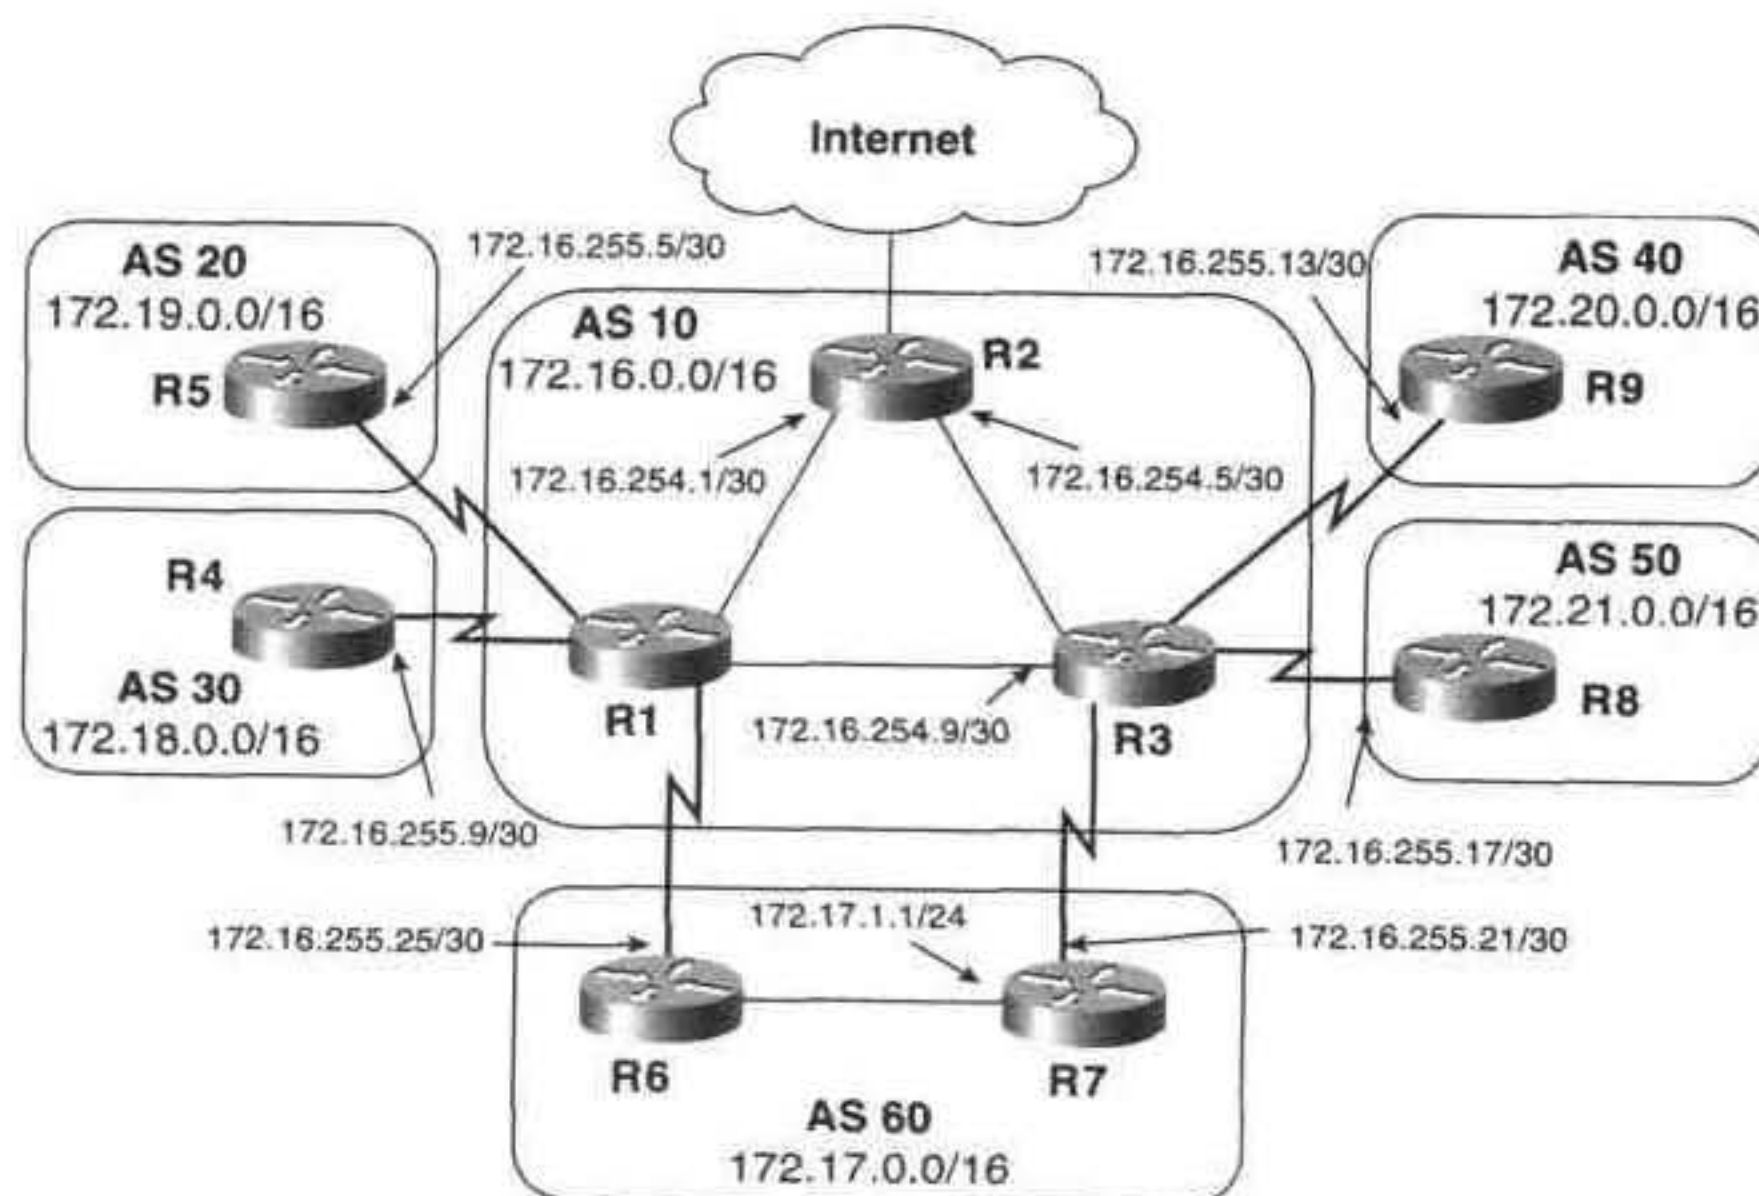 Internet
AS 20
172.19.0.0/16
R5
172.16.255.5/30
AS 10
172.16.0.0/16
R2
172.16.254.1/30
172.16.254.5/30
172.16.255.13/30
AS 40
172.20.0.0/16
R9
R4
AS 30
172.18.0.0/16
172.16.255.9/30
R1
172.16.254.9/30
R3
AS 50
172.21.0.0/16
R8
172.16.255.17/30
172.16.255.25/30
172.17.1.1/24
172.16.255.21/30
R6
R7
AS 60
172.17.0.0/16